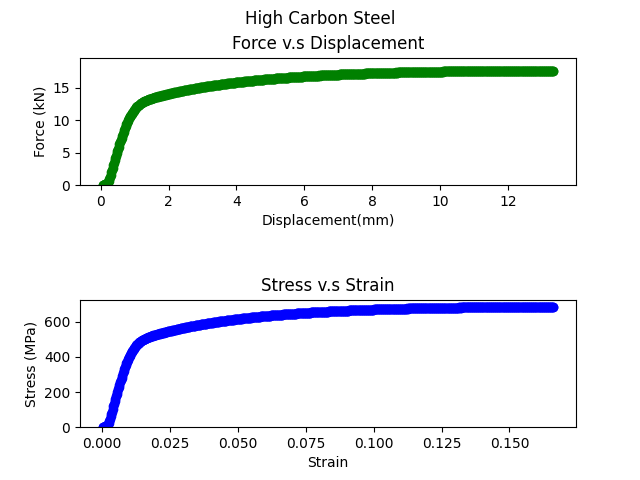 High Carbon Steel
Force v.s Displacement
Force (kN)
15
10
5
0
0 2 4 6 8 10 12
Displacement(mm)
Stress v.s Strain
Stress (MPa)
600
400
200
0
0.000 0.025 0.050 0.075 0.100 0.125 0.150
Strain